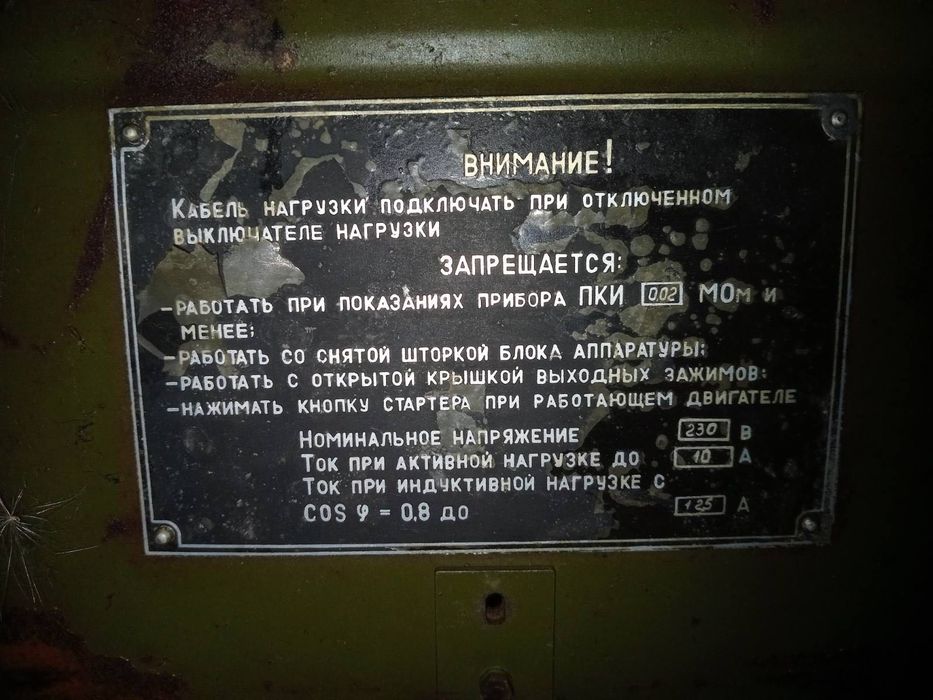 ВНИМАНИЕ!
КАБЕЛЬ НАГРУЗКИ ПОДКЛЮЧАТЬ ПРИ ОТКЛЮЧЕННОМ
ВЫКЛЮЧАТЕЛЕ НАГРУЗКИ
ЗАПРЕЩАЕТСЯ:
-РАБОТАТЬ ПРИ ПОКАЗАНИЯХ ПРИБОРА ПКИ 0,02 МОм И
МЕНЕЕ;
-РАБОТАТЬ СО СНЯТОЙ ШТОРКОЙ БЛОКА АППАРАТУРЫ;
-РАБОТАТЬ С ОТКРЫТОЙ КРЫШКОЙ ВЫХОДНЫХ ЗАЖИМОВ;
-НАЖИМАТЬ КНОПКУ СТАРТЕРА ПРИ РАБОТАЮЩЕМ ДВИГАТЕЛЕ
НОМИНАЛЬНОЕ НАПРЯЖЕНИЕ 230 В
ТОК ПРИ АКТИВНОЙ НАГРУЗКЕ ДО 10 А
ТОК ПРИ ИНДУКТИВНОЙ НАГРУЗКЕ С
COS φ = 0,8 ДО 12,5 А